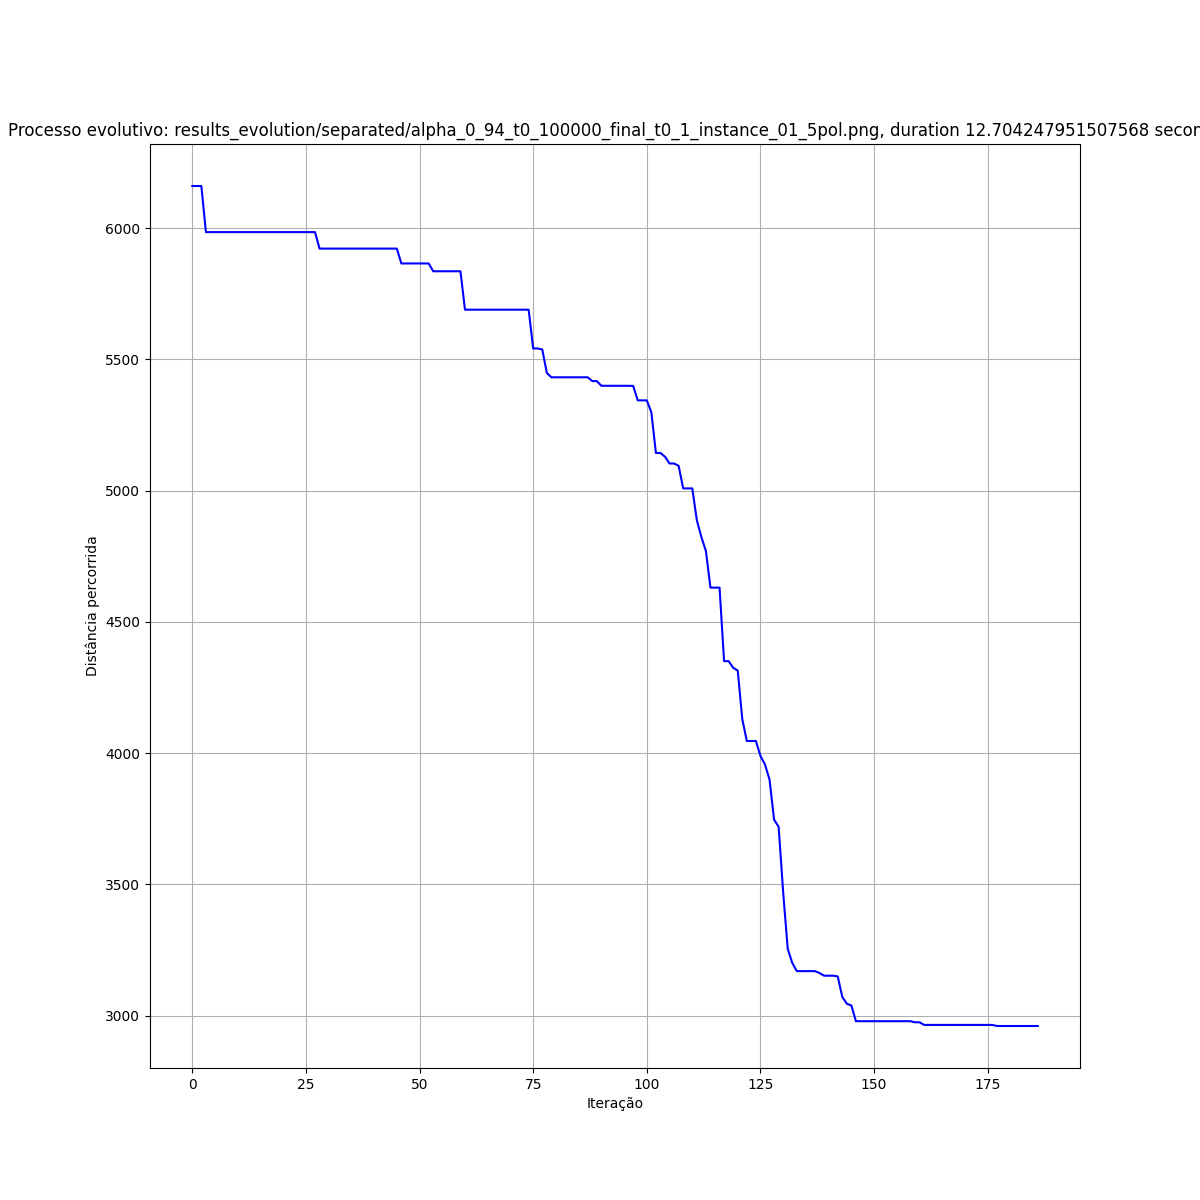 Processo evolutivo: results_evolution/separated/alpha_0_94_t0_100000_final_t0_1_instance_01_5pol.png, duration 12.704247951507568 secon
6000
5500
5000
4500
4000
3500
3000
Distância percorrida
0 25 50 75 100 125 150 175
Iteração